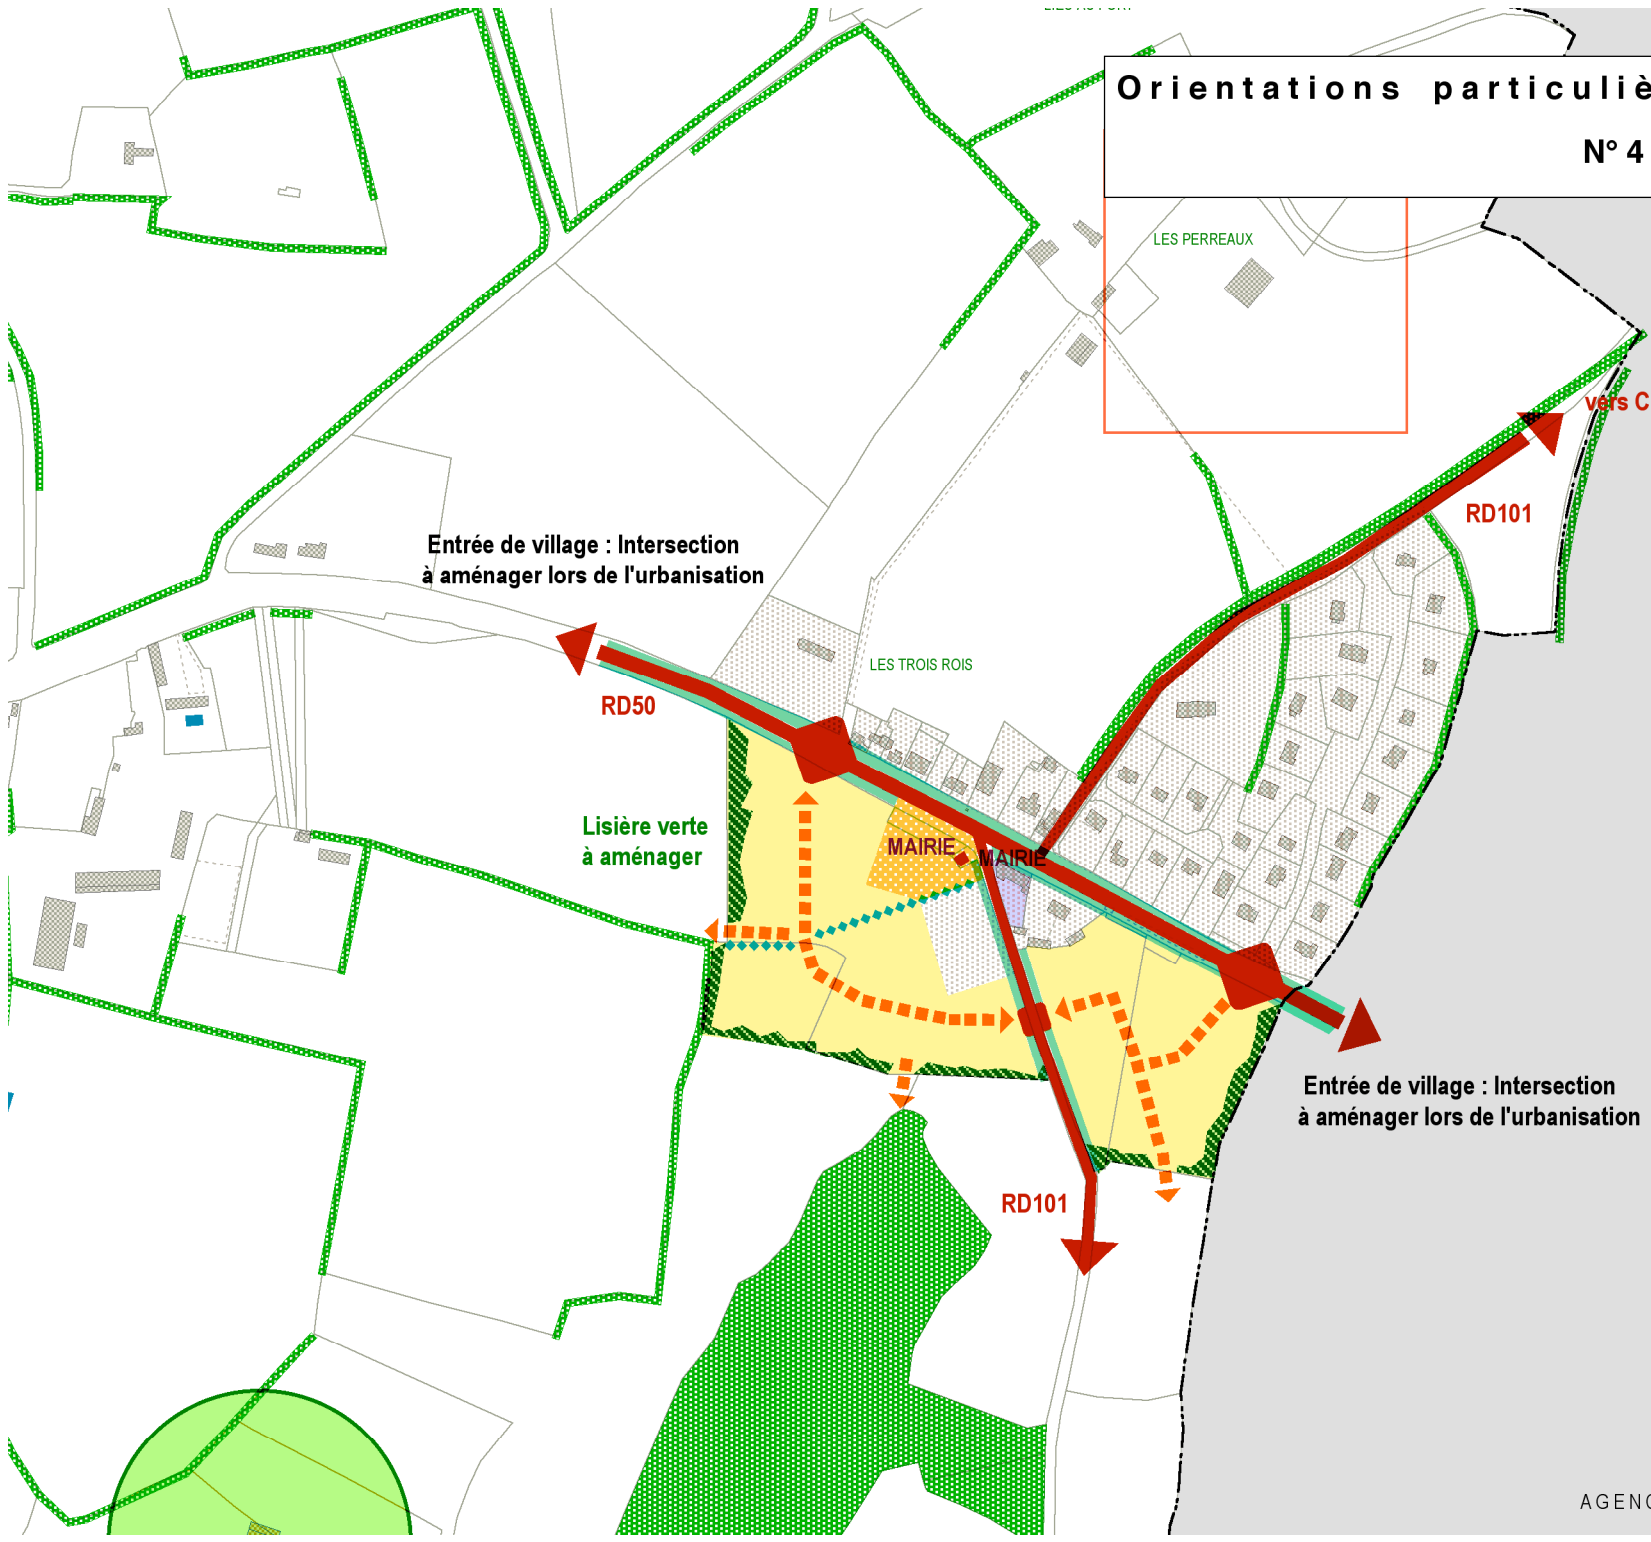 Orientations particuliè
N° 4
LES PERREAUX
vers C
RD101
Entrée de village : Intersection
à aménager lors de l'urbanisation
LES TROIS ROIS
RD50
Lisière verte
à aménager
MAIRIE
MAIRIE
Entrée de village : Intersection
à aménager lors de l'urbanisation
RD101
AGENC